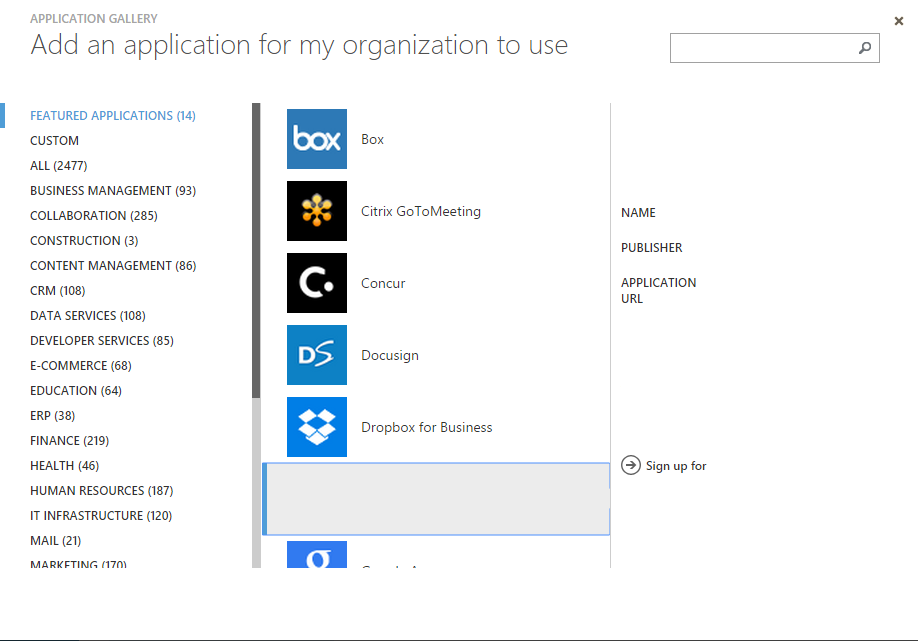 APPLICATION GALLERY
Add an application for my organization to use
FEATURED APPLICATIONS (14)
CUSTOM
ALL (2477)
BUSINESS MANAGEMENT (93)
COLLABORATION (285)
CONSTRUCTION (3)
CONTENT MANAGEMENT (86)
CRM (108)
DATA SERVICES (108)
DEVELOPER SERVICES (85)
E-COMMERCE (68)
EDUCATION (64)
ERP (38)
FINANCE (219)
HEALTH (46)
HUMAN RESOURCES (187)
IT INFRASTRUCTURE (120)
MAIL (21)
MARKETING (170)
box
Box
Citrix GoToMeeting
C.
Concur
DS
Docusign
Dropbox for Business
g
NAME
PUBLISHER
APPLICATION
URL
Sign up for